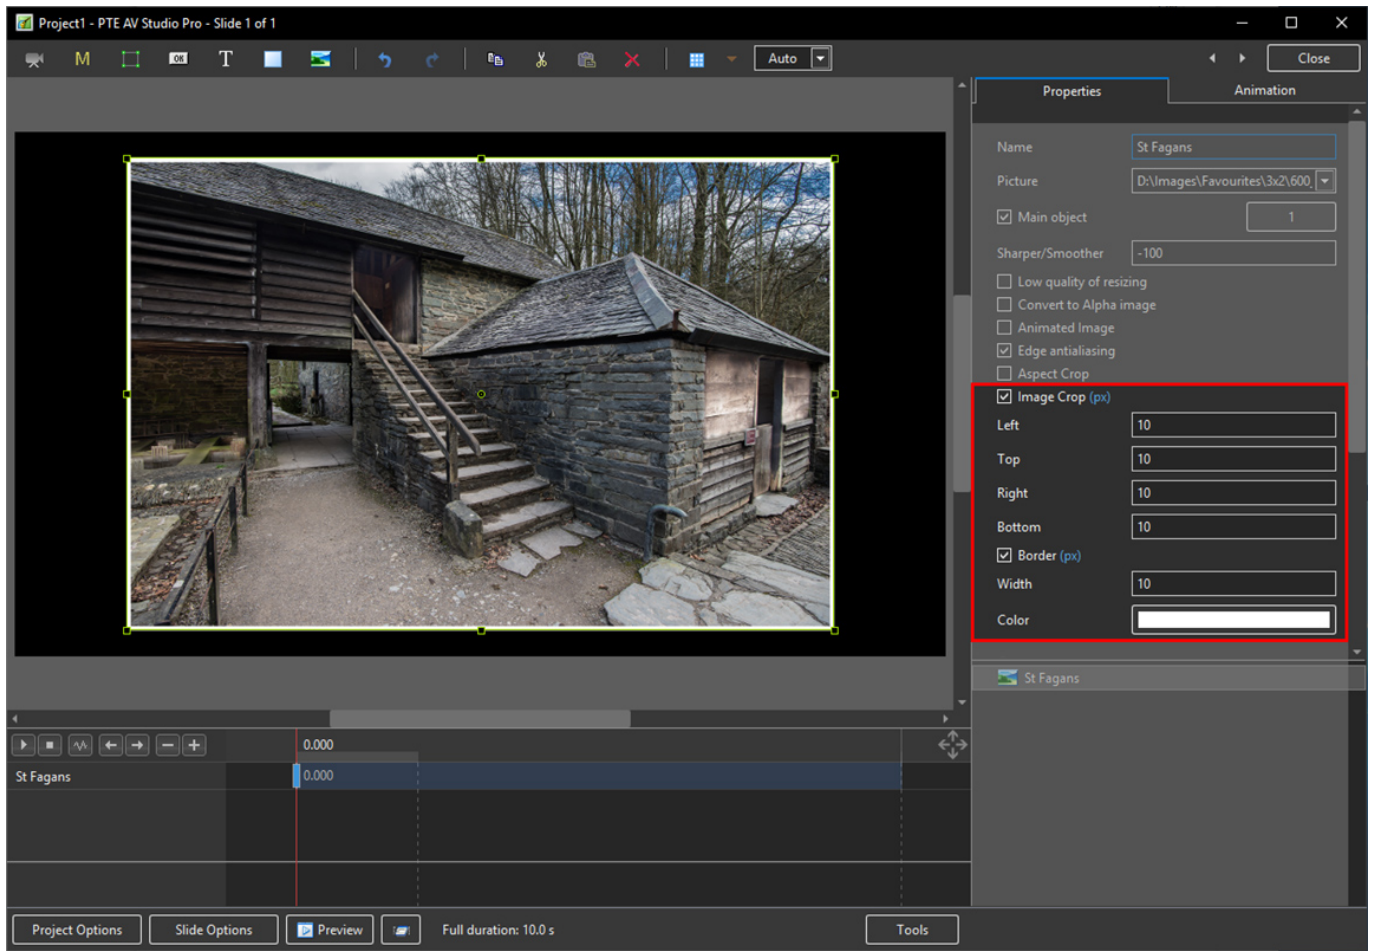 Project1 - PTE AV Studio Pro - Slide 1 of 1
M OK T Auto Close
Properties Animation
Name St Fagans
Picture D:\Images\Favourites\3x2\600_
Main object 1
Sharper/Smoother -100
Low quality of resizing
Convert to Alpha image
Animated Image
Edge antialiasing
Aspect Crop
Image Crop (px)
Left 10
Top 10
Right 10
Bottom 10
Border (px)
Width 10
Color
St Fagans
0.000
St Fagans 0.000
Project Options Slide Options Preview Full duration: 10.0 s Tools